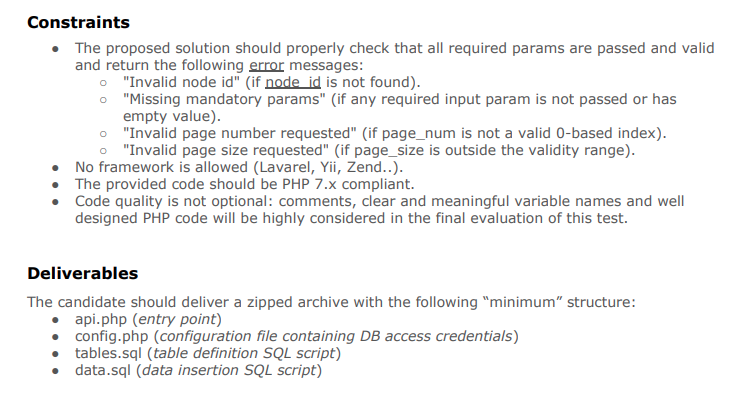 Constraints
● The proposed solution should properly check that all required params are passed and valid
and return the following error messages:
○ "Invalid node id" (if node_id is not found).
○ "Missing mandatory params" (if any required input param is not passed or has
empty value).
○ "Invalid page number requested" (if page_num is not a valid 0-based index).
○ "Invalid page size requested" (if page_size is outside the validity range).
● No framework is allowed (Lavarel, Yii, Zend..).
● The provided code should be PHP 7.x compliant.
● Code quality is not optional: comments, clear and meaningful variable names and well
designed PHP code will be highly considered in the final evaluation of this test.
Deliverables
The candidate should deliver a zipped archive with the following “minimum” structure:
● api.php (entry point)
● config.php (configuration file containing DB access credentials)
● tables.sql (table definition SQL script)
● data.sql (data insertion SQL script)